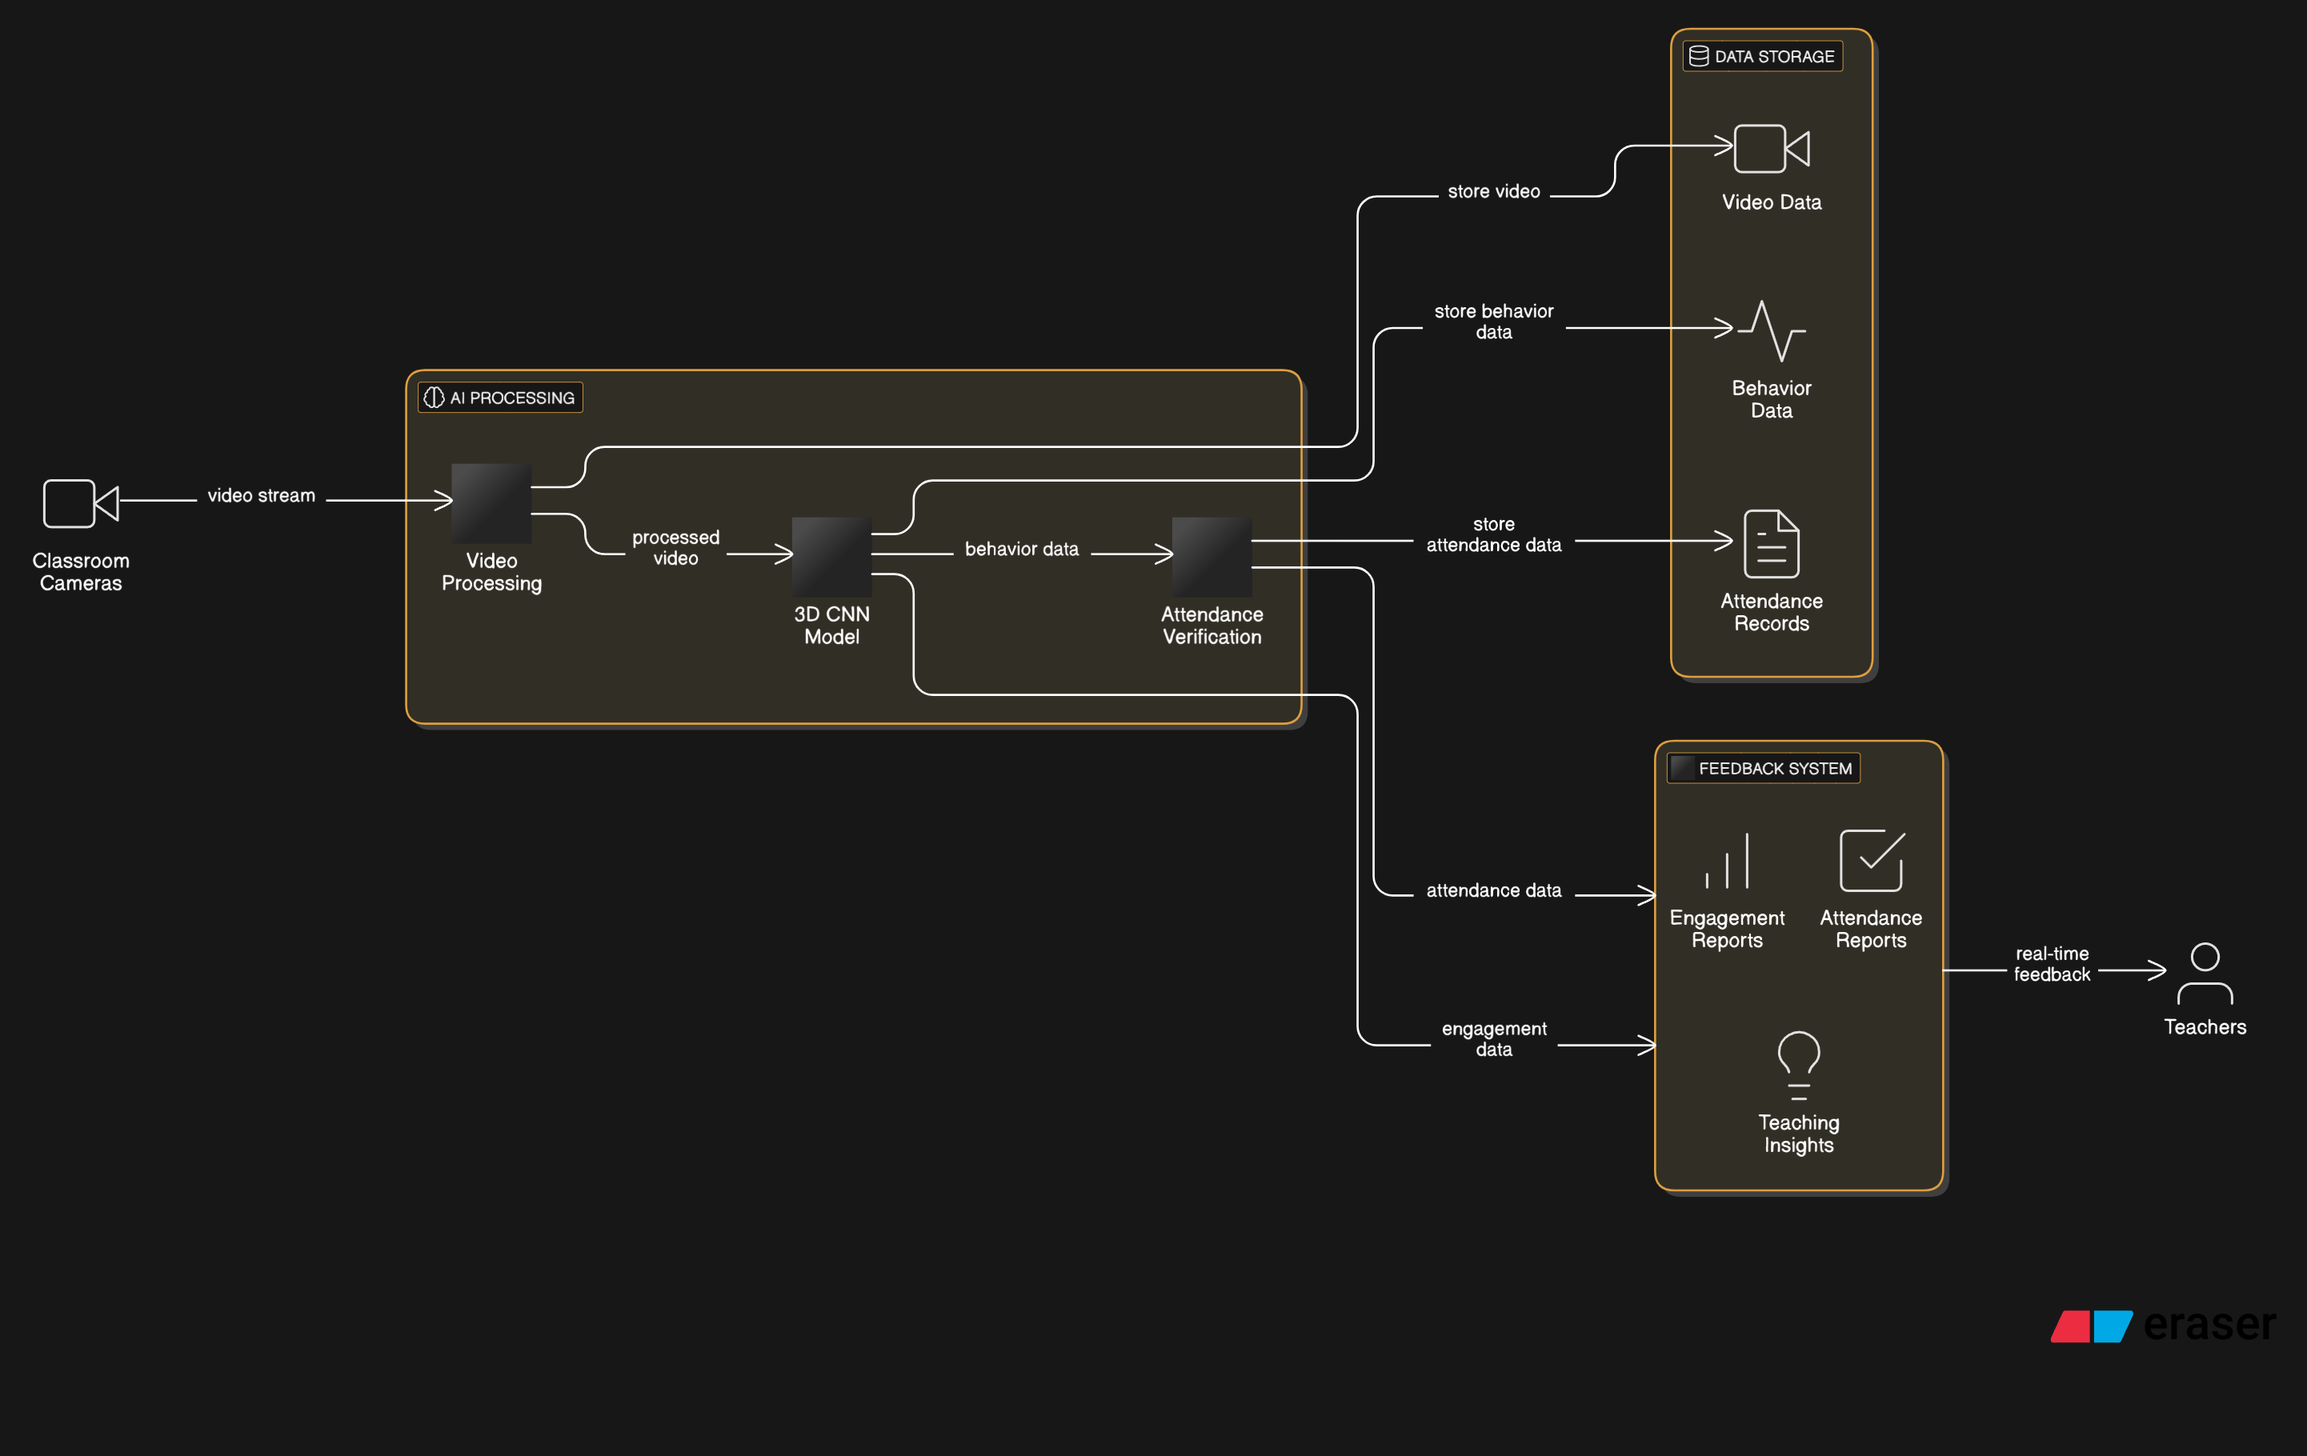 DATA STORAGE
Video Data
store video
store behavior
data
Behavior
Data
AI PROCESSING
video stream
Classroom
Cameras
Video
Processing
processed
video
3D CNN
Model
behavior data
Attendance
Verification
store
attendance data
Attendance
Records
FEEDBACK SYSTEM
attendance data
Engagement
Reports
Attendance
Reports
engagement
data
Teaching
Insights
real-time
feedback
Teachers
eraser